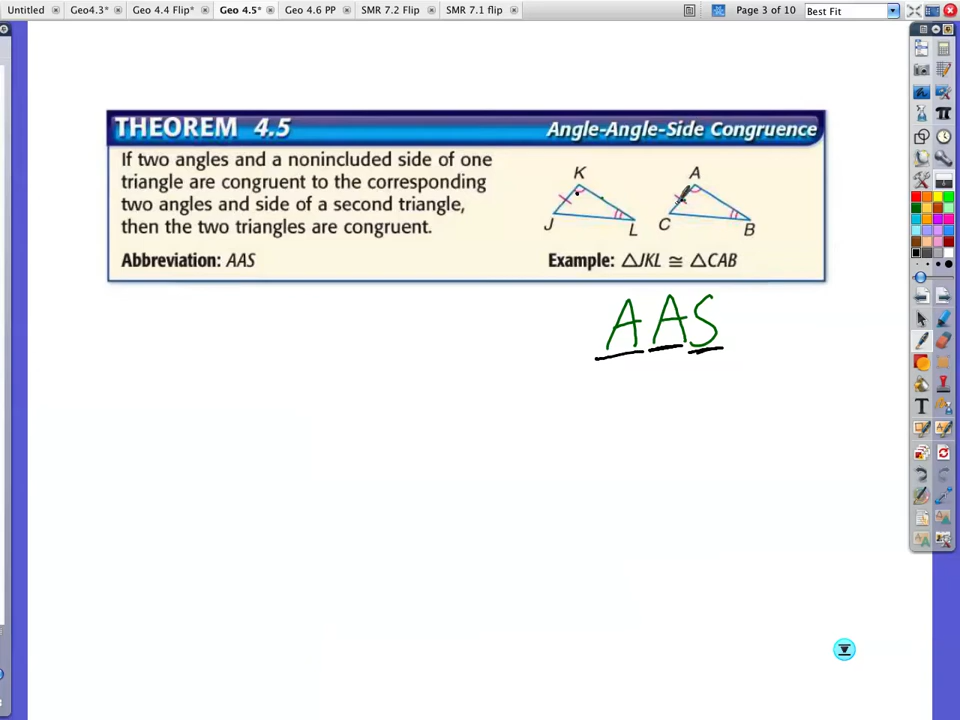 Untitled Geo4.3* Geo 4.4 Flip* Geo 4.5* Geo 4.6 PP SMR 7.2 Flip SMR 7.1 flip Page 3 of 10 Best Fit
THEOREM 4.5 Angle-Angle-Side Congruence
If two angles and a nonincluded side of one
triangle are congruent to the corresponding
two angles and side of a second triangle,
then the two triangles are congruent.
K A
J L C B
Abbreviation: AAS Example: △JKL ≅ △CAB
AAS